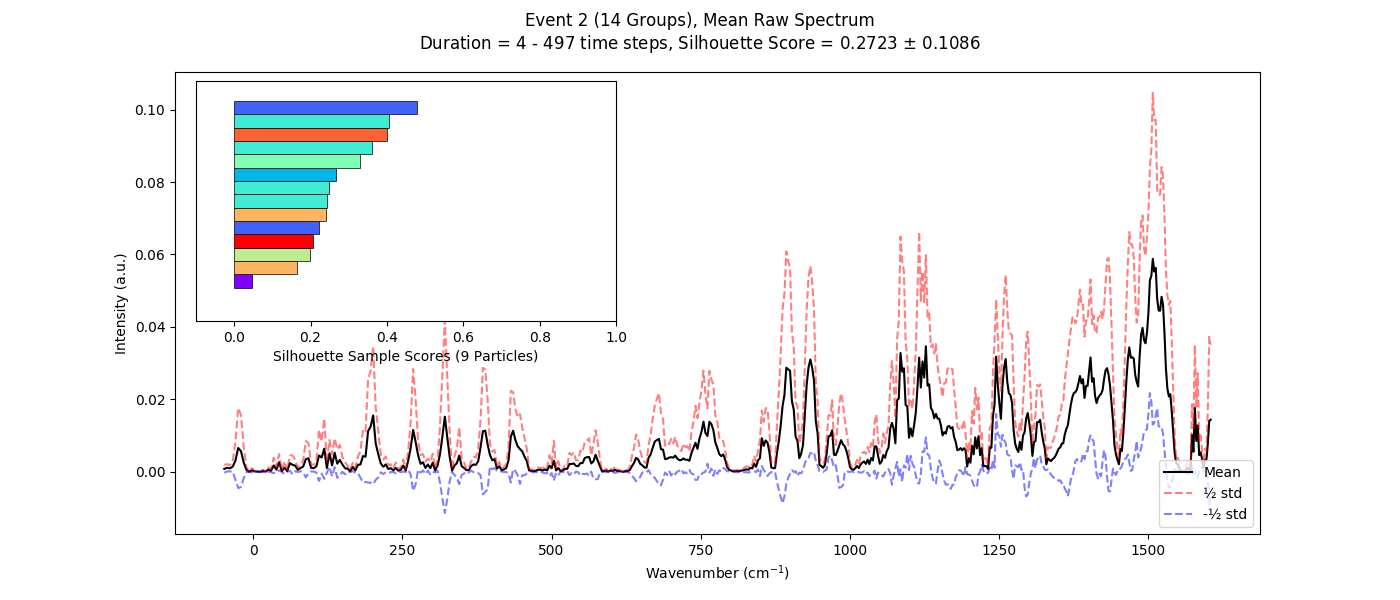 Event 2 (14 Groups), Mean Raw Spectrum
Duration = 4 - 497 time steps, Silhouette Score = 0.2723 ± 0.1086
Intensity (a.u.)
0.10
0.08
0.06
0.04
0.02
0.00
0.0 0.2 0.4 0.6 0.8 1.0
Silhouette Sample Scores (9 Particles)
Mean
½ std
-½ std
0 250 500 750 1000 1250 1500
Wavenumber (cm⁻¹)